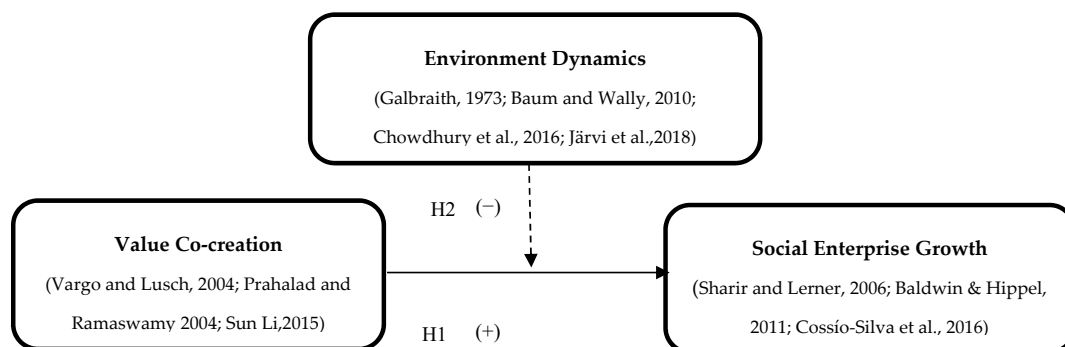 Environment Dynamics
(Galbraith, 1973; Baum and Wally, 2010;
Chowdhury et al., 2016; Järvi et al.,2018)
H2 (−)
Value Co-creation
(Vargo and Lusch, 2004; Prahalad and
Ramaswamy 2004; Sun Li,2015)
Social Enterprise Growth
(Sharir and Lerner, 2006; Baldwin & Hippel,
2011; Cossío-Silva et al., 2016)
H1 (+)